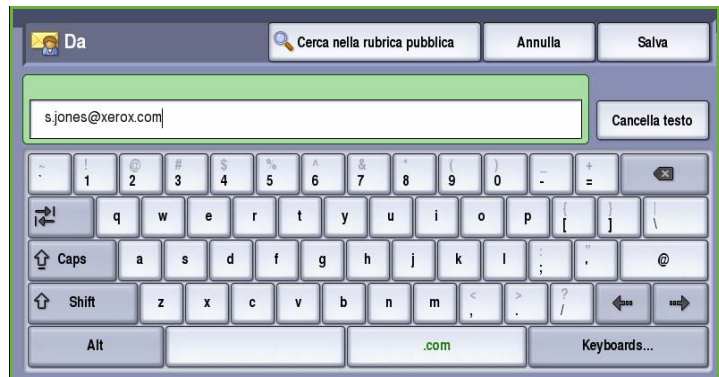 Da Cerca nella rubrica pubblica Annulla Salva
s.jones@xerox.com Cancella testo
~ ` ! 1 @ 2 # 3 $ 4 % 5 ^ 6 & 7 * 8 ( 9 ) 0 _ - + =
q w e r t y u i o p { [ } ] | \
Caps a s d f g h j k l : ; " ' @
Shift z x c v b n m < , > . ? /
Alt .com Keyboards...